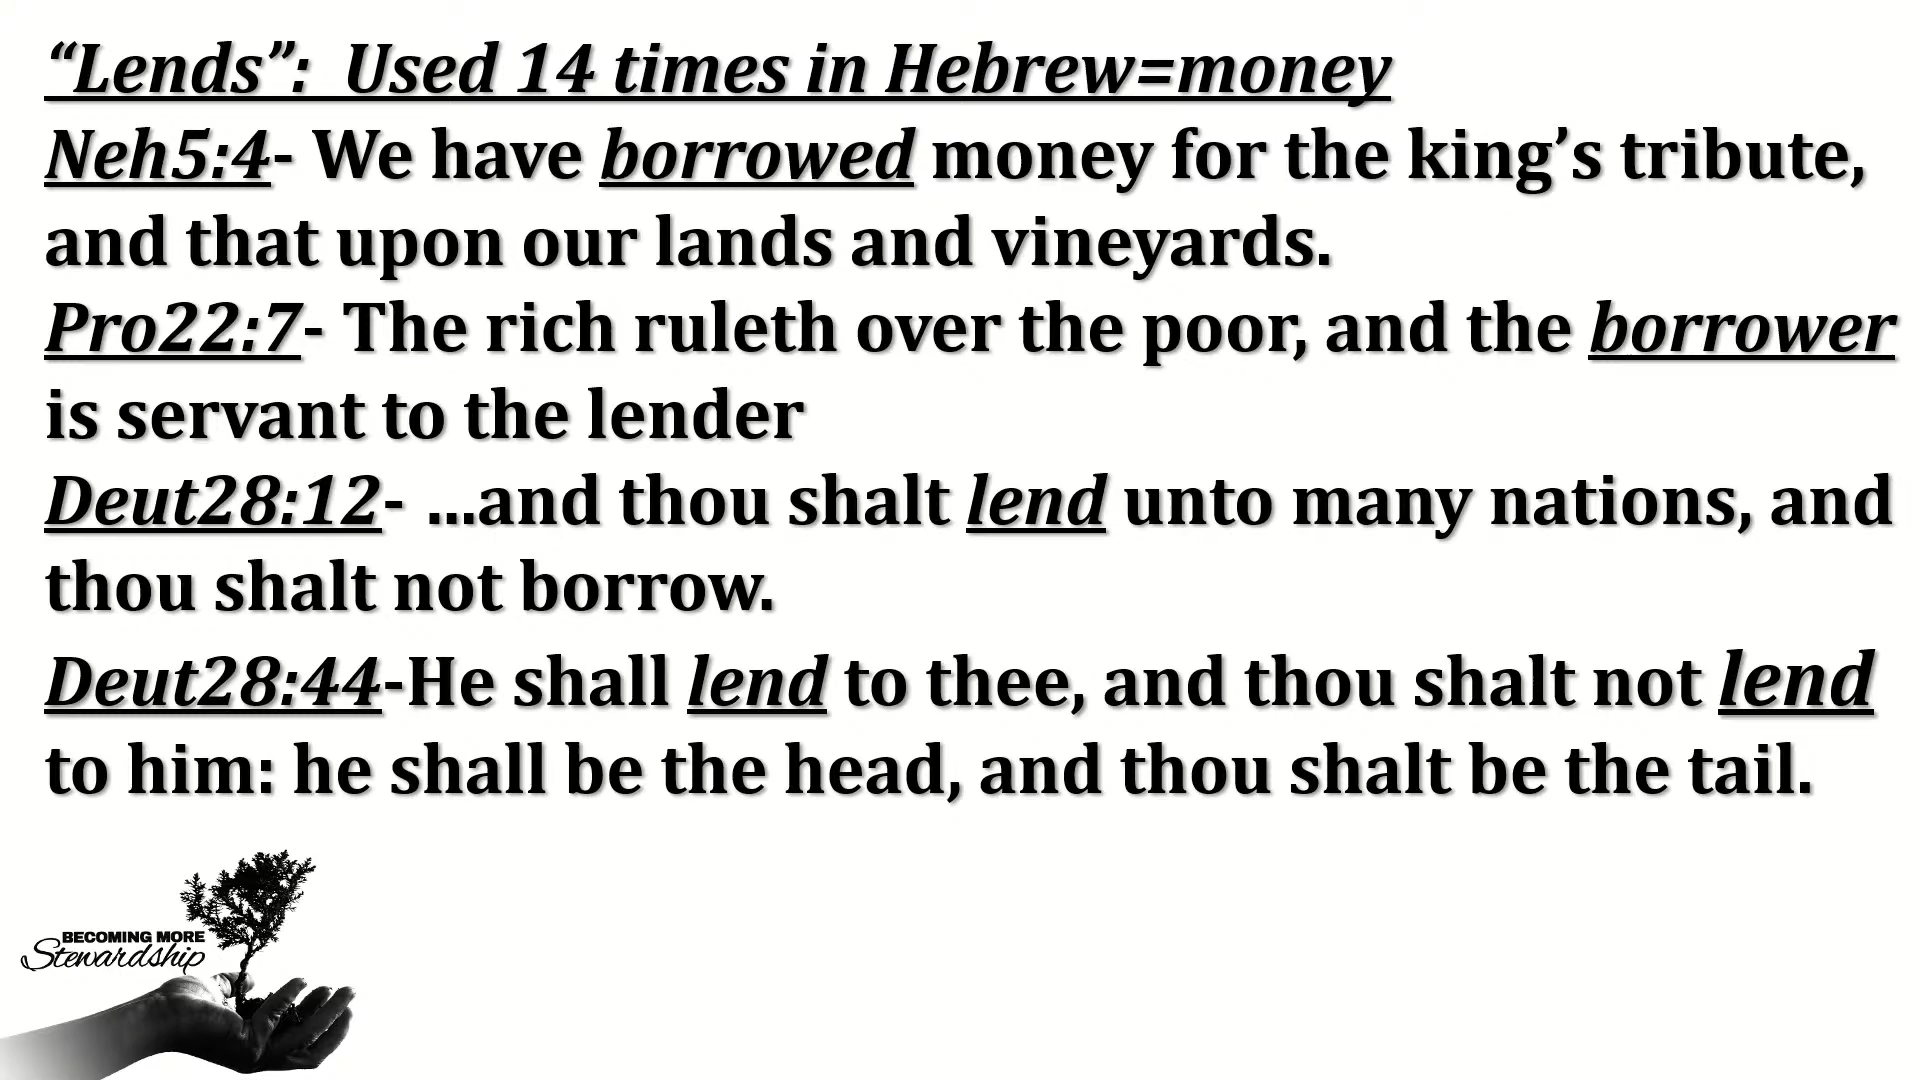 “Lends”:  Used 14 times in Hebrew=money
Neh5:4- We have borrowed money for the king’s tribute,
and that upon our lands and vineyards.
Pro22:7- The rich ruleth over the poor, and the borrower
is servant to the lender
Deut28:12- …and thou shalt lend unto many nations, and
thou shalt not borrow.
Deut28:44-He shall lend to thee, and thou shalt not lend
to him: he shall be the head, and thou shalt be the tail.
BECOMING MORE
Stewardship